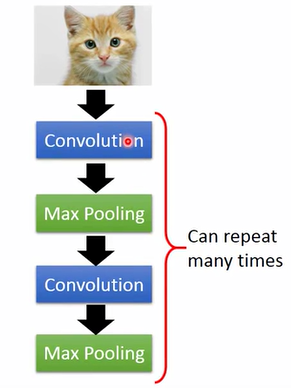 Convolution
Max Pooling
Can repeat
many times
Convolution
Max Pooling